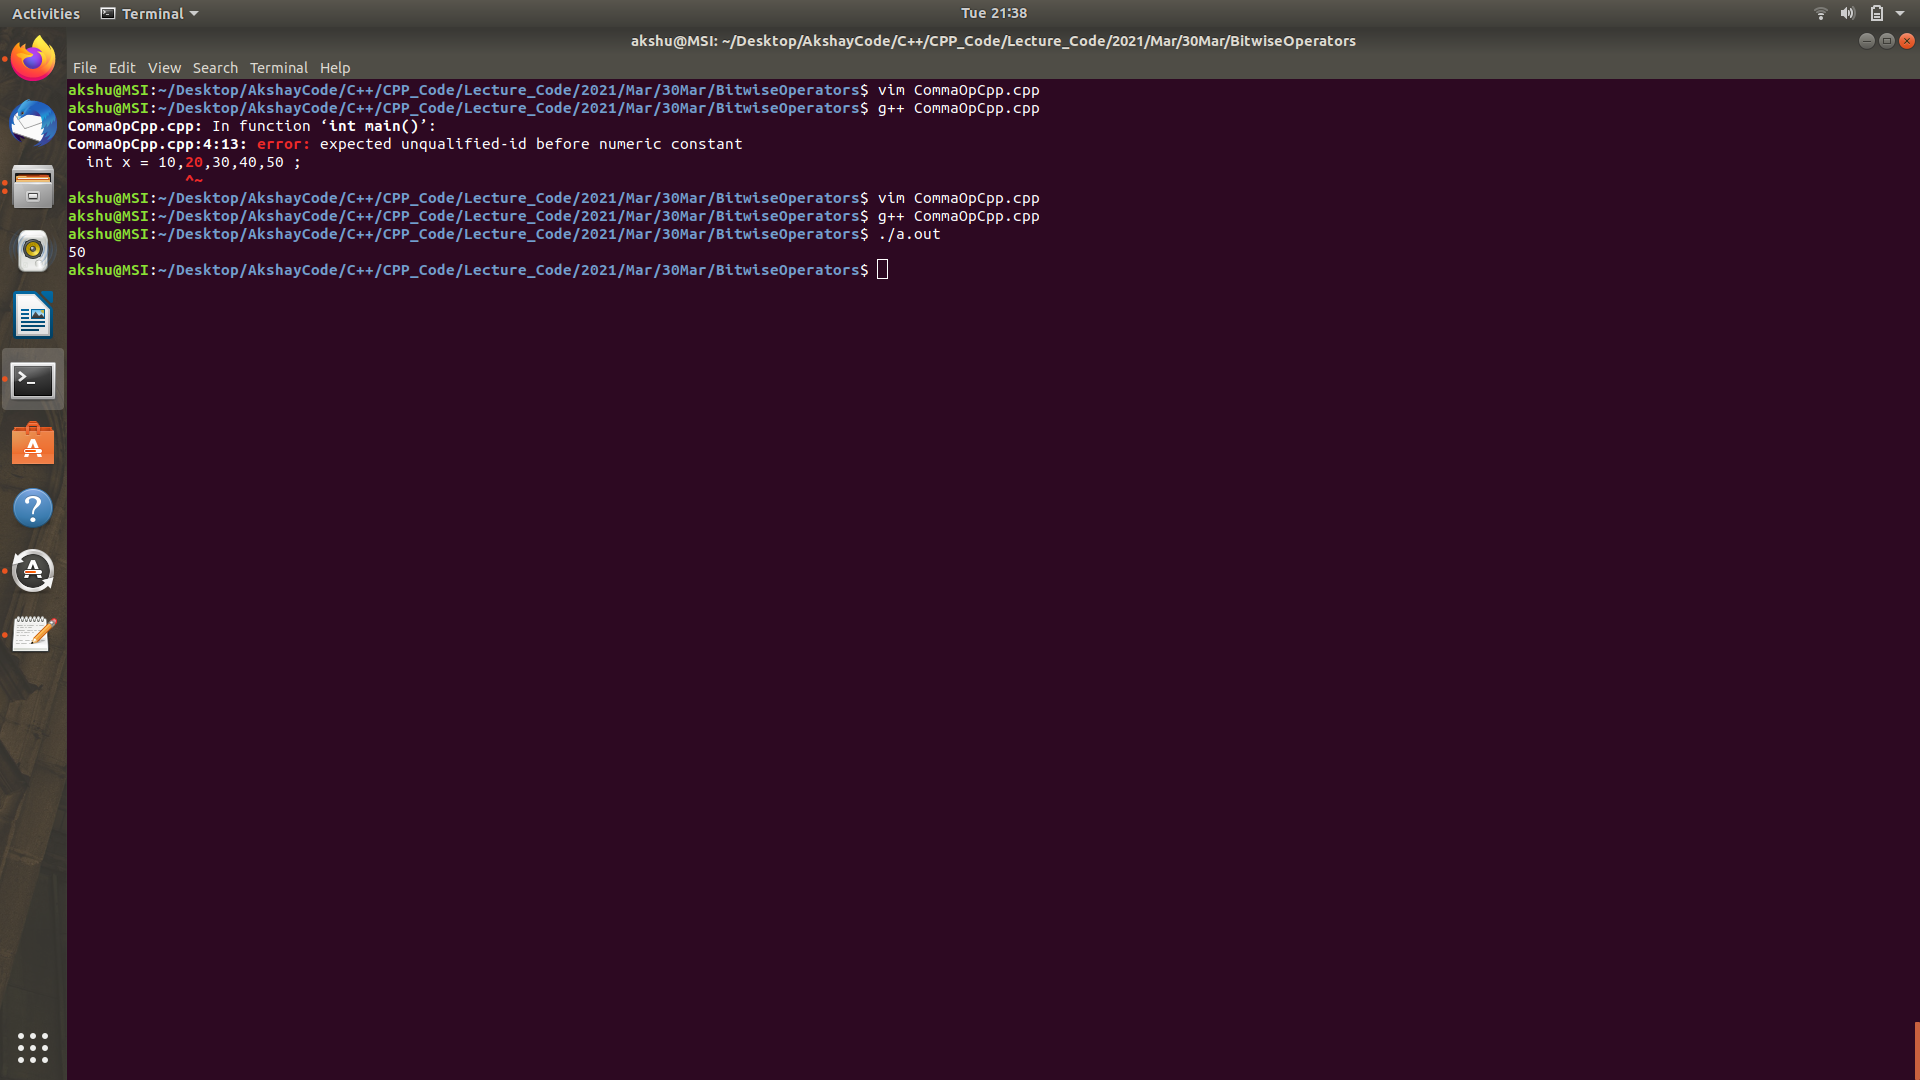 Activities Terminal Tue 21:38
akshu@MSI: ~/Desktop/AkshayCode/C++/CPP_Code/Lecture_Code/2021/Mar/30Mar/BitwiseOperators
File Edit View Search Terminal Help
akshu@MSI:~/Desktop/AkshayCode/C++/CPP_Code/Lecture_Code/2021/Mar/30Mar/BitwiseOperators$ vim CommaOpCpp.cpp
akshu@MSI:~/Desktop/AkshayCode/C++/CPP_Code/Lecture_Code/2021/Mar/30Mar/BitwiseOperators$ g++ CommaOpCpp.cpp
CommaOpCpp.cpp: In function ‘int main()’:
CommaOpCpp.cpp:4:13: error: expected unqualified-id before numeric constant
  int x = 10,20,30,40,50 ;
             ^~
akshu@MSI:~/Desktop/AkshayCode/C++/CPP_Code/Lecture_Code/2021/Mar/30Mar/BitwiseOperators$ vim CommaOpCpp.cpp
akshu@MSI:~/Desktop/AkshayCode/C++/CPP_Code/Lecture_Code/2021/Mar/30Mar/BitwiseOperators$ g++ CommaOpCpp.cpp
akshu@MSI:~/Desktop/AkshayCode/C++/CPP_Code/Lecture_Code/2021/Mar/30Mar/BitwiseOperators$ ./a.out
50
akshu@MSI:~/Desktop/AkshayCode/C++/CPP_Code/Lecture_Code/2021/Mar/30Mar/BitwiseOperators$